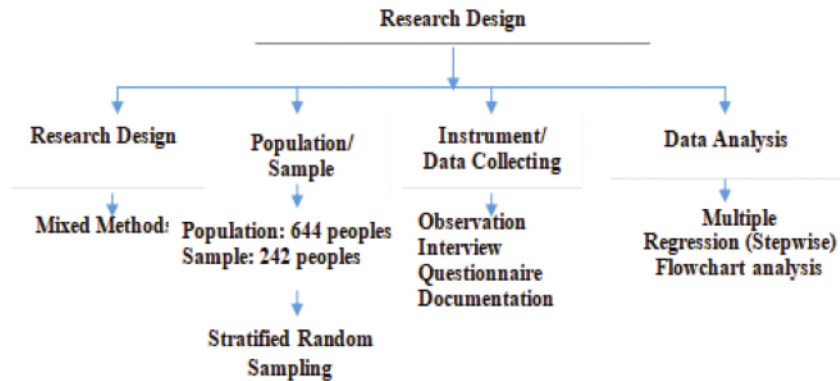 Research Design
Research Design
Mixed Methods
Population/
Sample
Population: 644 peoples
Sample: 242 peoples
Stratified Random
Sampling
Instrument/
Data Collecting
Observation
Interview
Questionnaire
Documentation
Data Analysis
Multiple
Regression (Stepwise)
Flowchart analysis